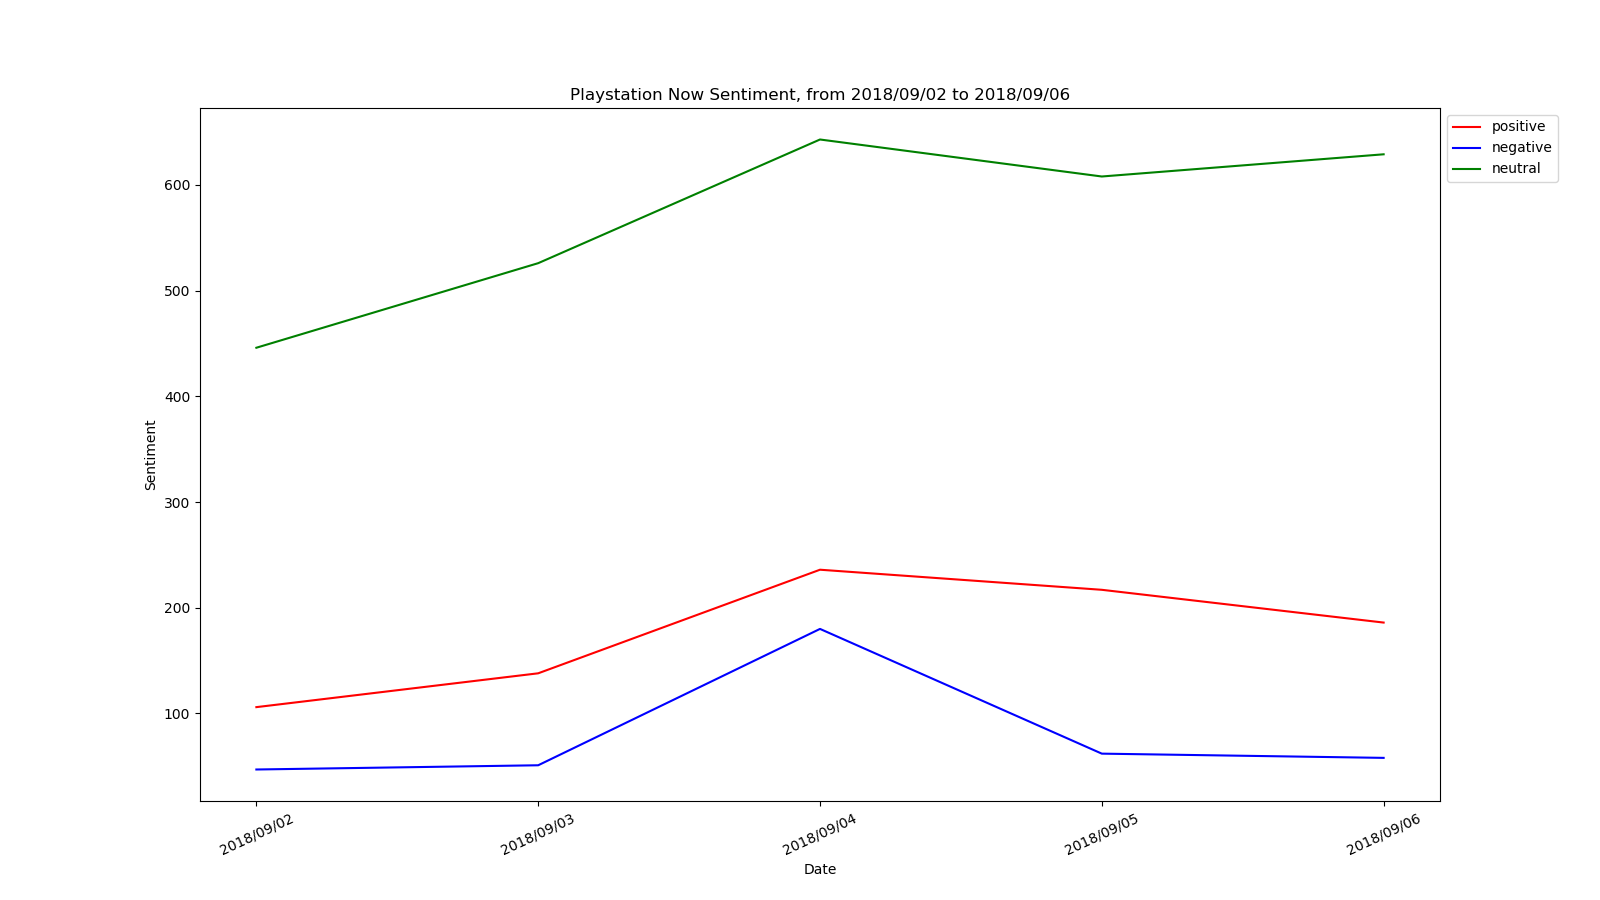 Playstation Now Sentiment, from 2018/09/02 to 2018/09/06
positive
negative
neutral
600
500
400
300
200
100
Sentiment
2018/09/02
2018/09/03
2018/09/04
2018/09/05
2018/09/06
Date